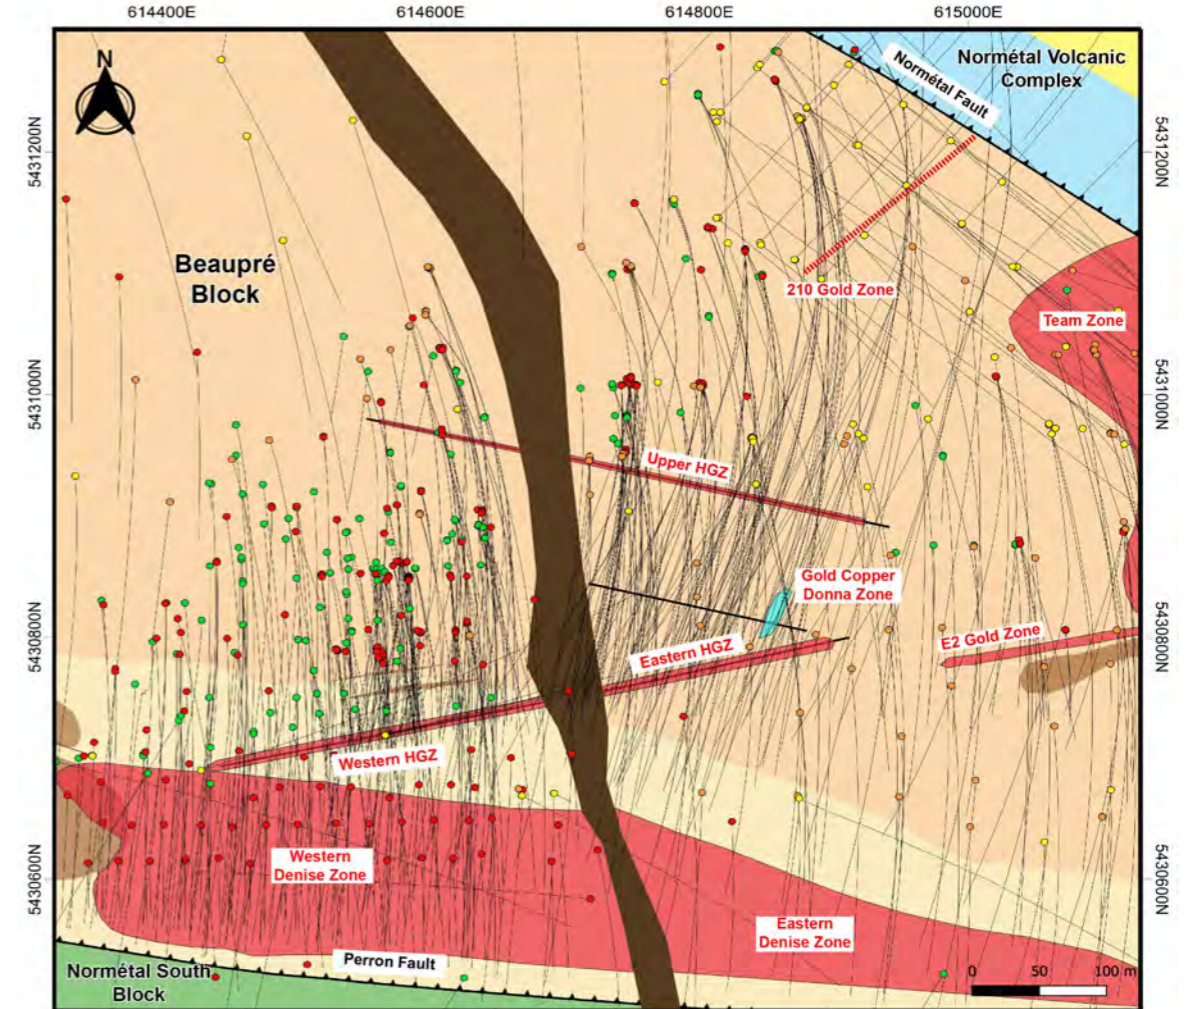 614400E
614600E
614800E
615000E
N
Normétal Fault
Normétal Volcanic
Complex
5431200N
5431200N
Beaupré
Block
210 Gold Zone
Team Zone
5431000N
5431000N
Upper HGZ
Gold Copper
Donna Zone
E2 Gold Zone
5430800N
5430800N
Eastern HGZ
Western HGZ
Western
Denise Zone
5430600N
5430600N
Eastern
Denise Zone
Perron Fault
Normétal South
Block
0 50 100 m